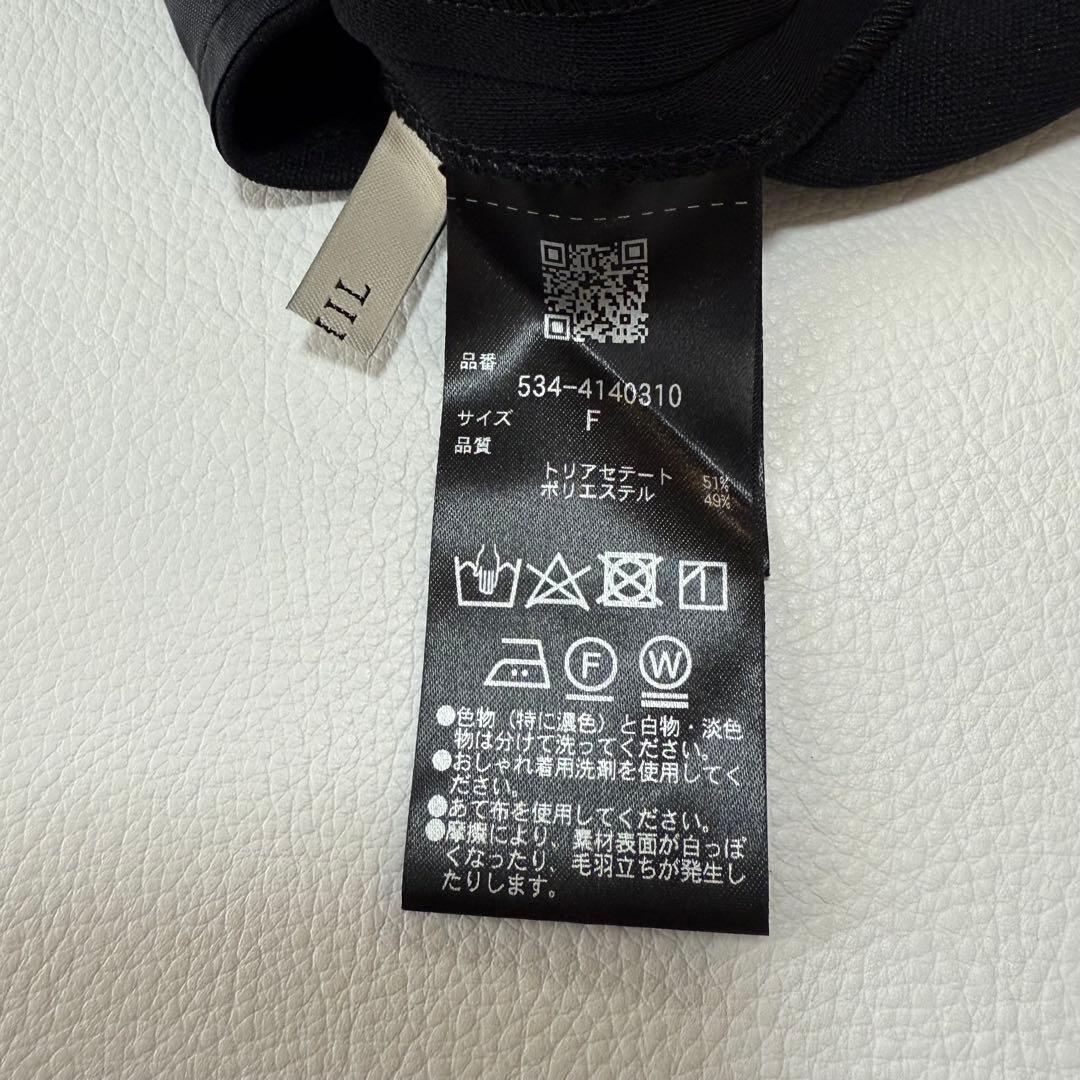 IIL
品番
534-4140310
サイズ F
品質
トリアセテート 51%
ポリエステル 49%
F W
●色物（特に濃色）と白物・淡色
物は分けて洗ってください。
●おしゃれ着用洗剤を使用してく
ださい。
●あて布を使用してください。
●摩擦により、素材表面が白っぽ
くなったり、毛羽立ちが発生し
たりします。